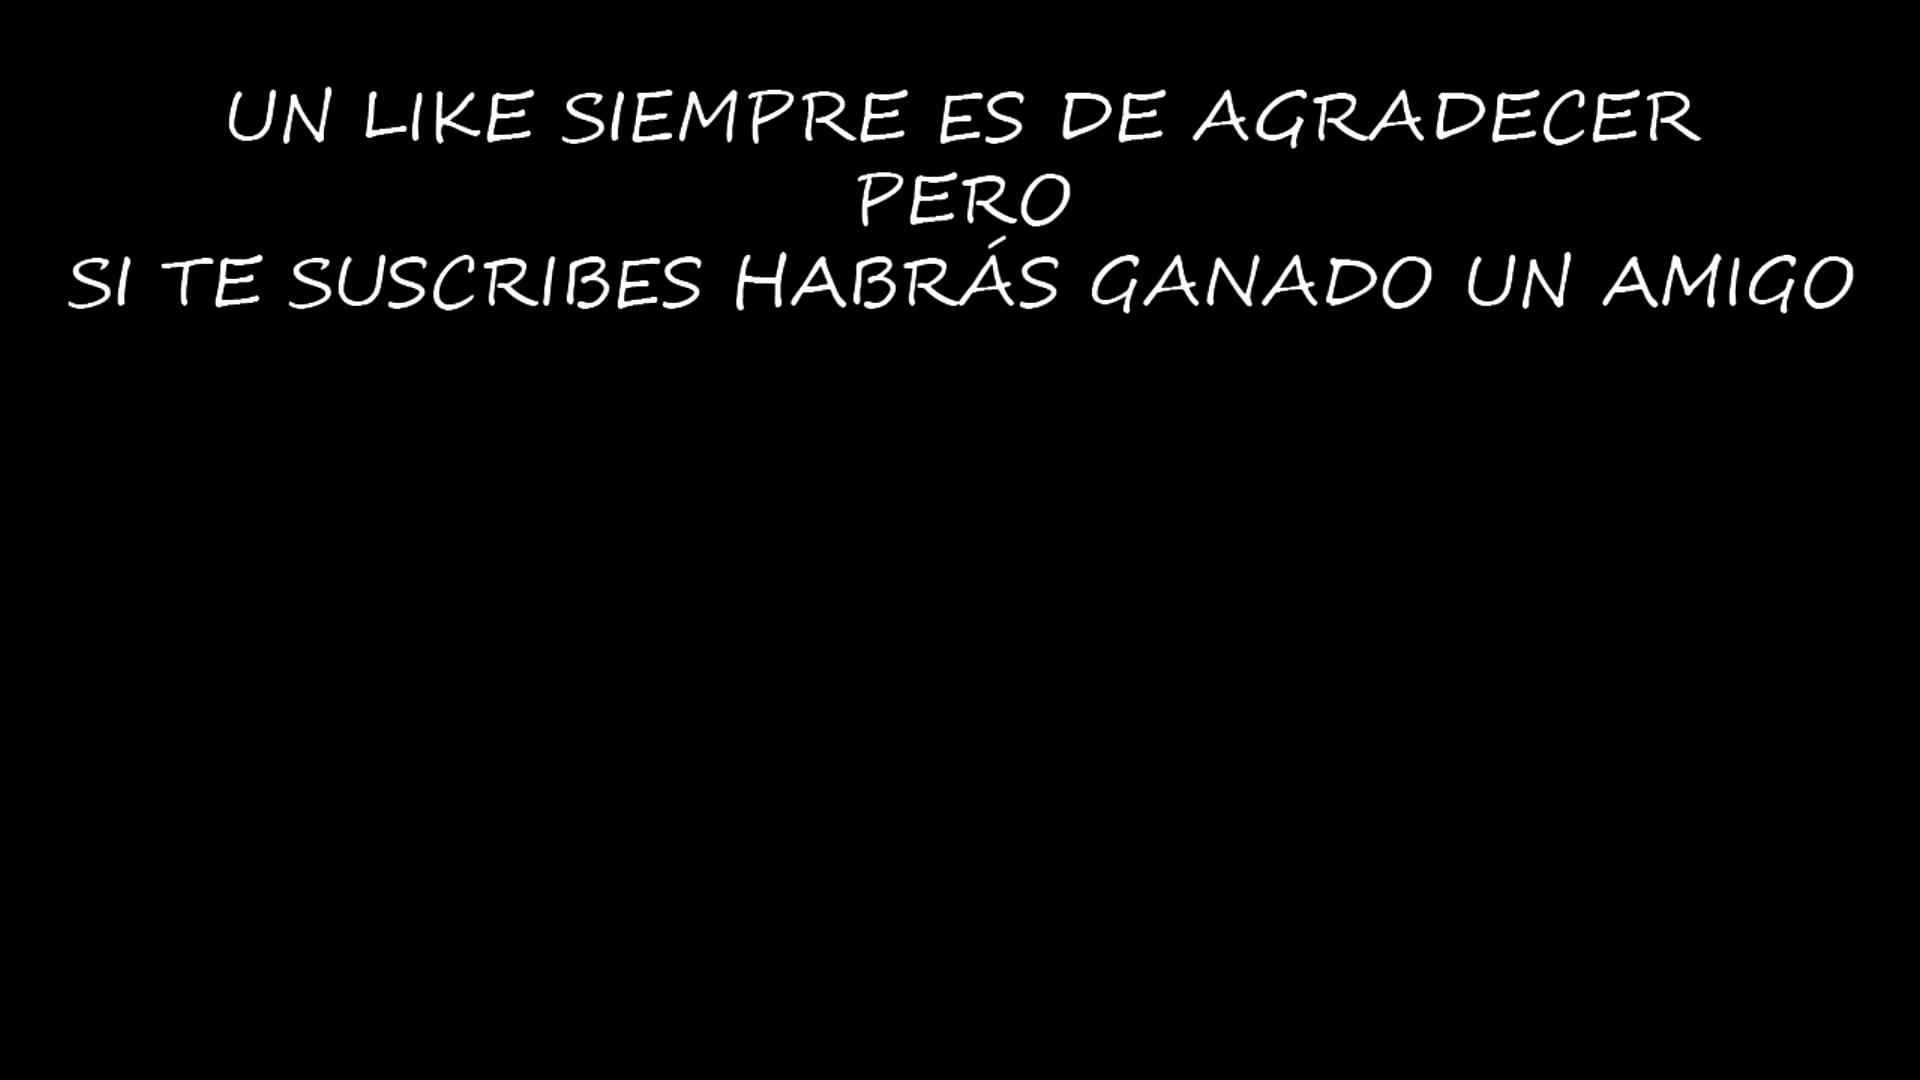 UN LIKE SIEMPRE ES DE AGRADECER
PERO
SI TE SUSCRIBES HABRÁS GANADO UN AMIGO